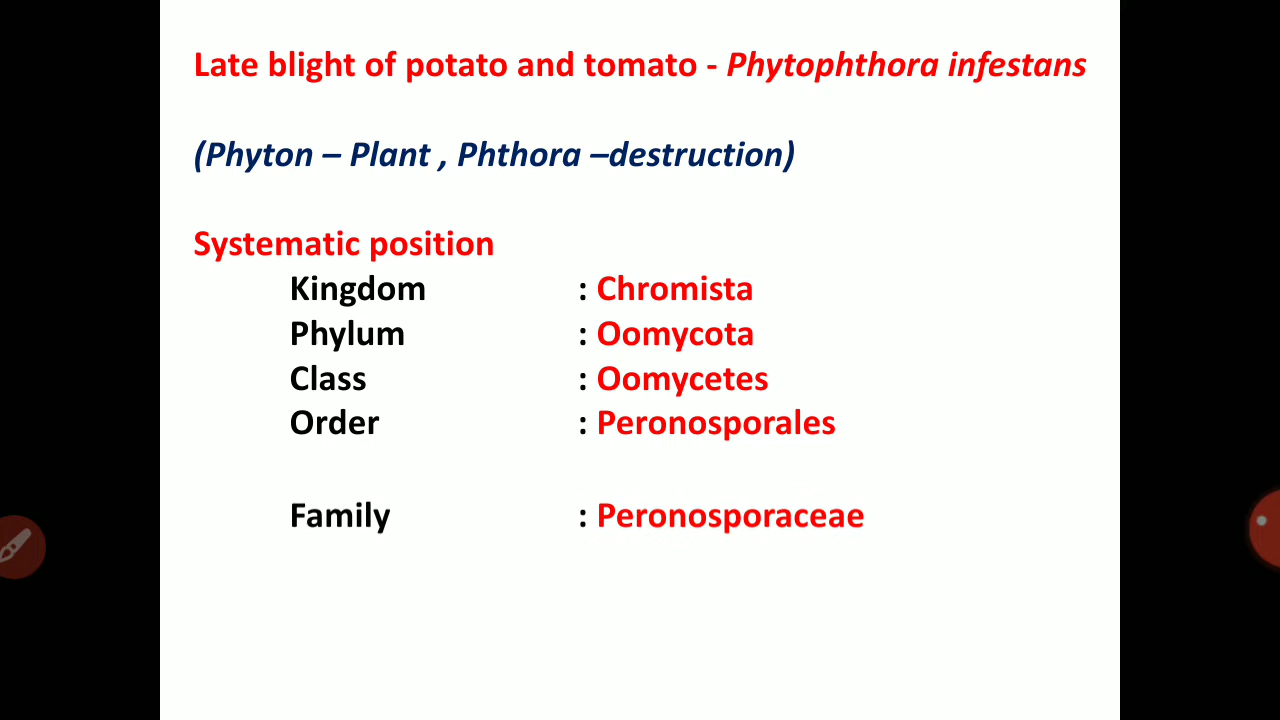 Late blight of potato and tomato - Phytophthora infestans
(Phyton – Plant , Phthora –destruction)
Systematic position
Kingdom : Chromista
Phylum : Oomycota
Class : Oomycetes
Order : Peronosporales
Family : Peronosporaceae